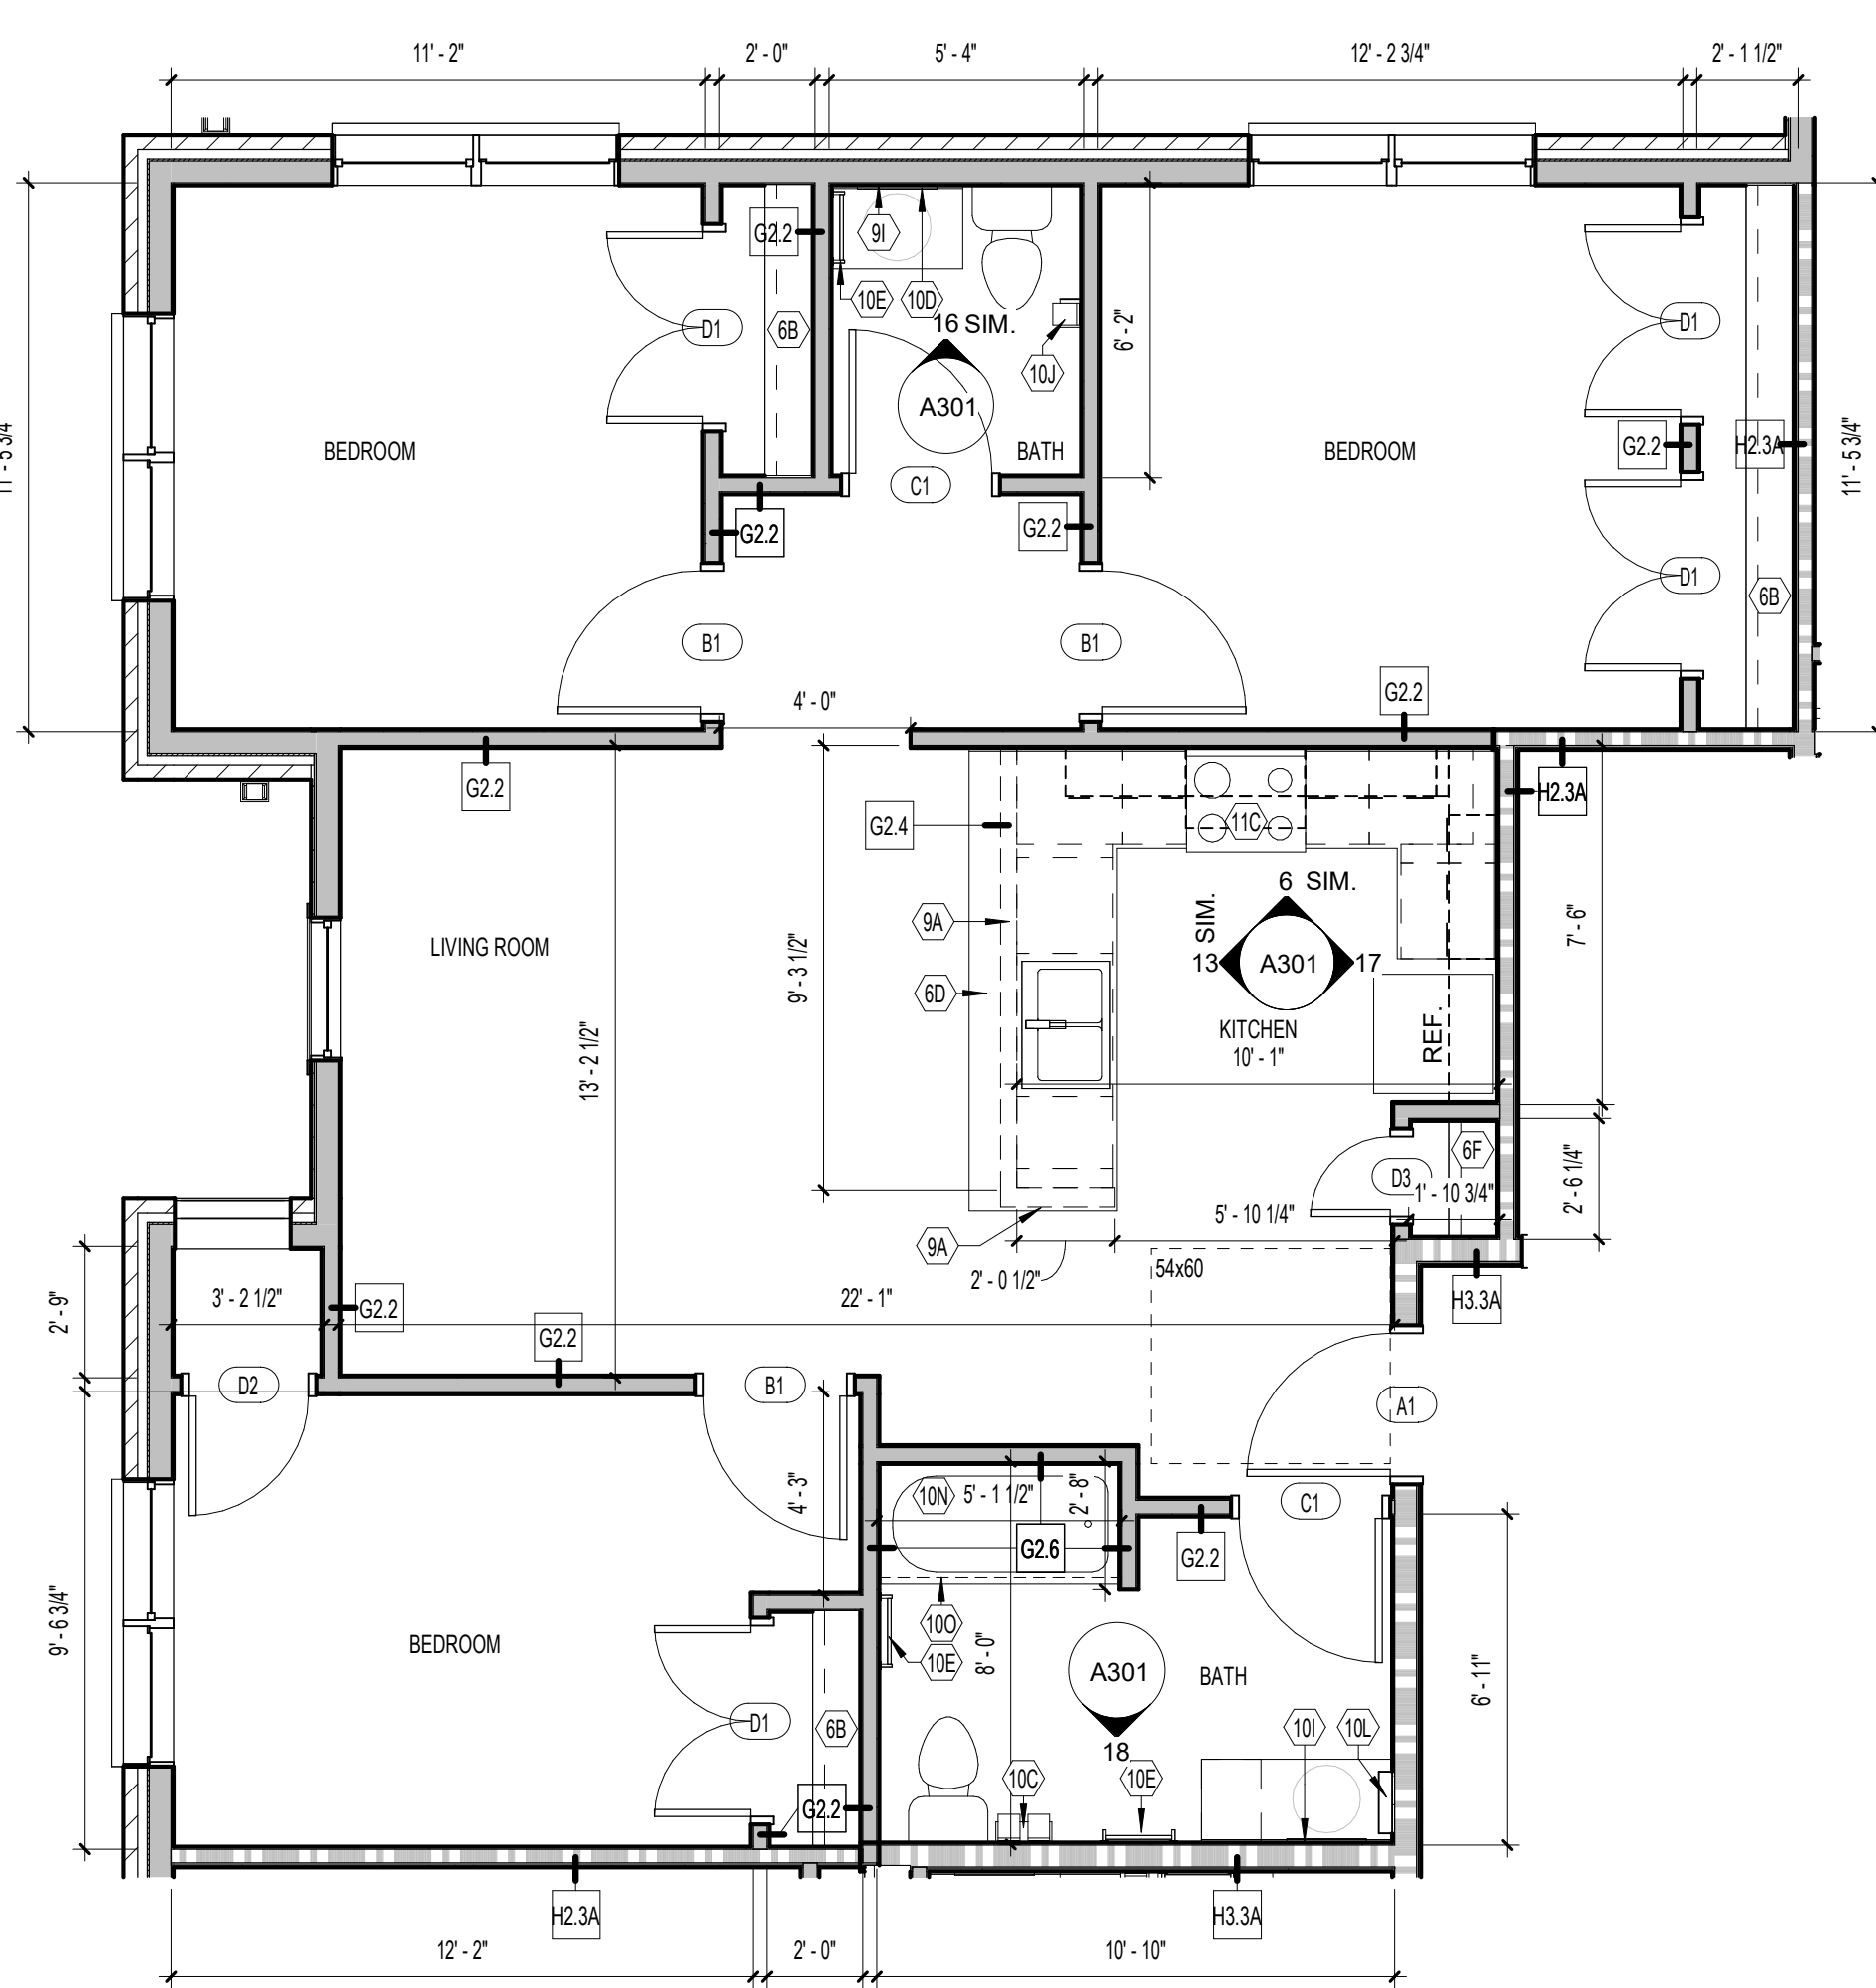 11' - 2"
2' - 0"
5' - 4"
12' - 2 3/4"
2' - 1 1/2"
G2.2
9I
10E
10D
16 SIM.
A301
10J
6'- 2"
D1
6B
D1
BEDROOM
BATH
BEDROOM
G2.2
H2.3A
11' - 5 3/4"
11' - 5 3/4"
C1
G2.2
G2.2
D1
6B
B1
B1
4' - 0"
G2.2
G2.2
H2.3A
G2.4
11C
9A
6 SIM.
SIM.
13
A301
17
7' - 6"
LIVING ROOM
9' - 3 1/2"
6D
KITCHEN
10' - 1"
REF.
13' - 2 1/2"
6F
D3
1' - 10 3/4"
2' - 6 1/4"
5' - 10 1/4"
9A
2' - 0 1/2"
54x60
3' - 2 1/2"
22' - 1"
2' - 9"
G2.2
G2.2
H3.3A
D2
B1
A1
4' - 3"
10N
5' - 1 1/2"
2' - 8"
C1
G2.6
G2.2
9' - 6 3/4"
BEDROOM
10O
10E
8' - 0"
A301
BATH
6' - 11"
D1
6B
18
10I
10L
10C
10E
G2.2
H2.3A
H3.3A
12' - 2"
2' - 0"
10' - 10"